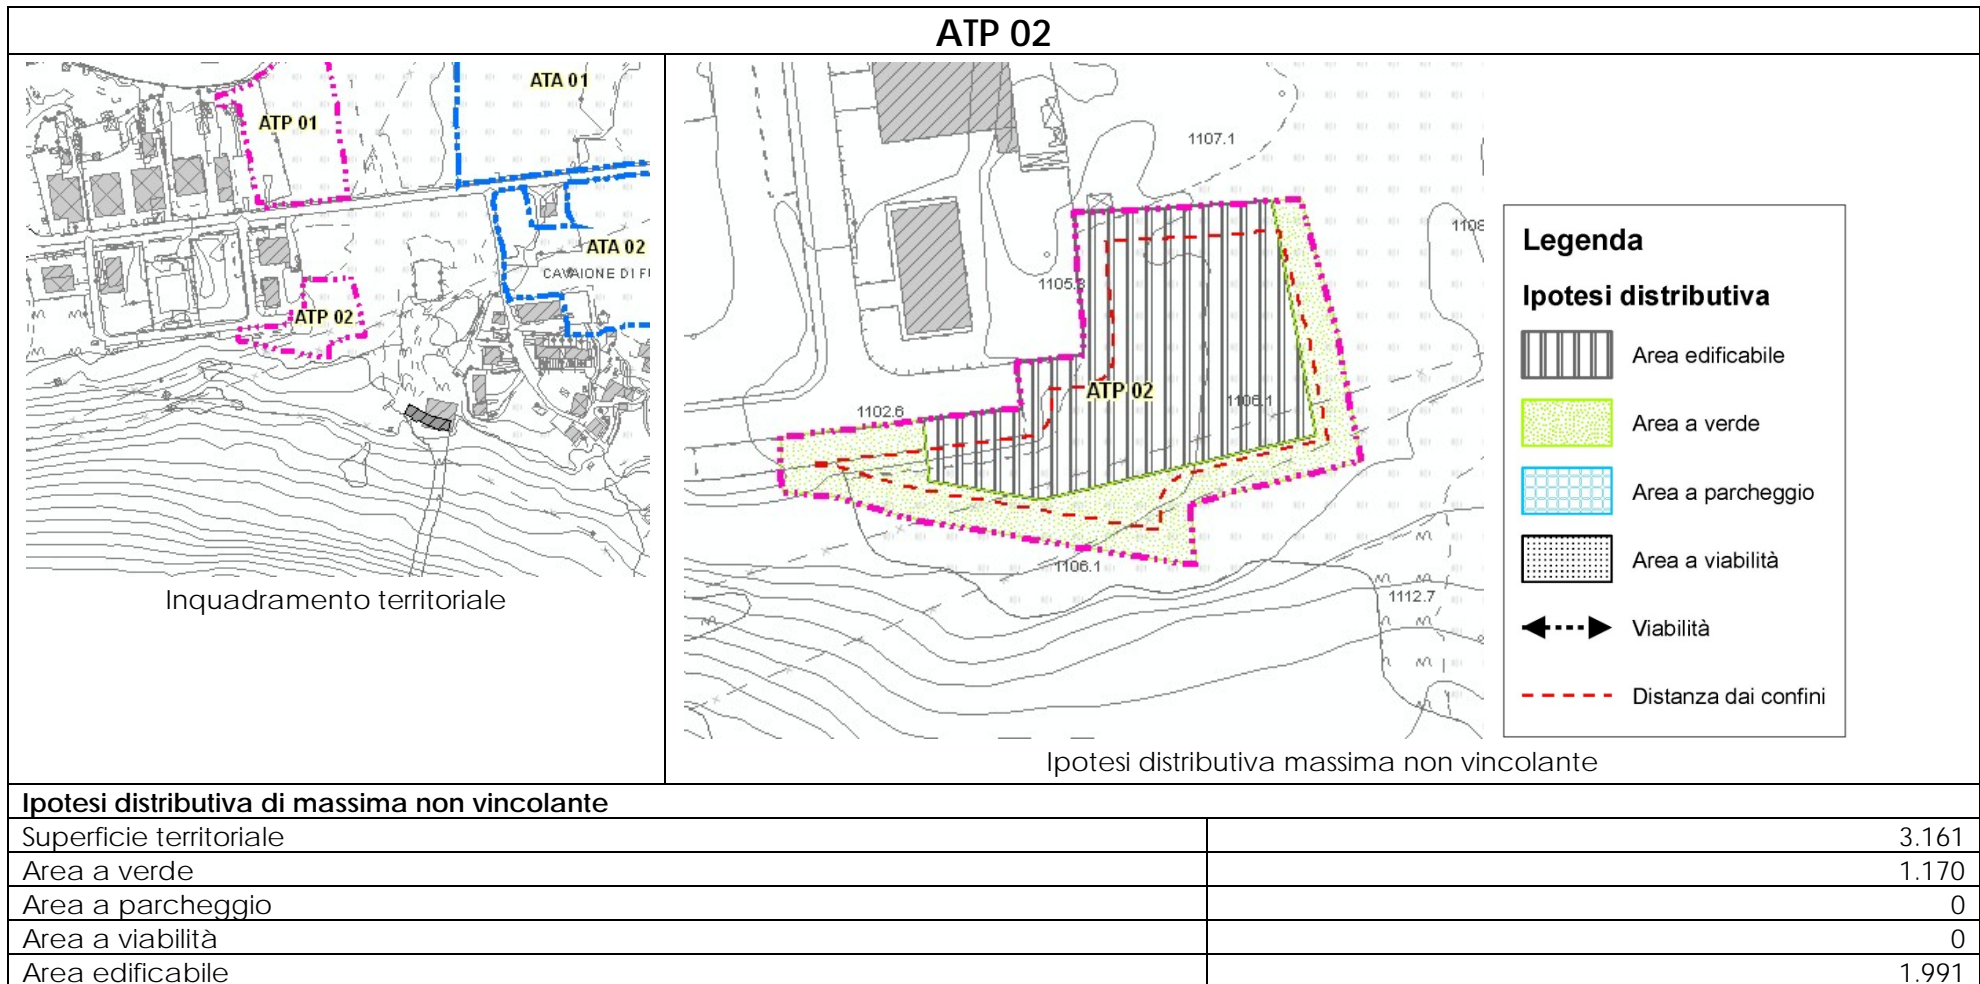 ATP 02
ATA 01
ATP 01
ATA 02
CAVAIONE DI F
ATP 02
Inquadramento territoriale
1107.1
1105.
1102.6
ATP 02
1106.1
1106.1
1112.7
Legenda
Ipotesi distributiva
Area edificabile
Area a verde
Area a parcheggio
Area a viabilità
Viabilità
Distanza dai confini
Ipotesi distributiva massima non vincolante
Ipotesi distributiva di massima non vincolante
Superficie territoriale 3.161
Area a verde 1.170
Area a parcheggio 0
Area a viabilità 0
Area edificabile 1.991